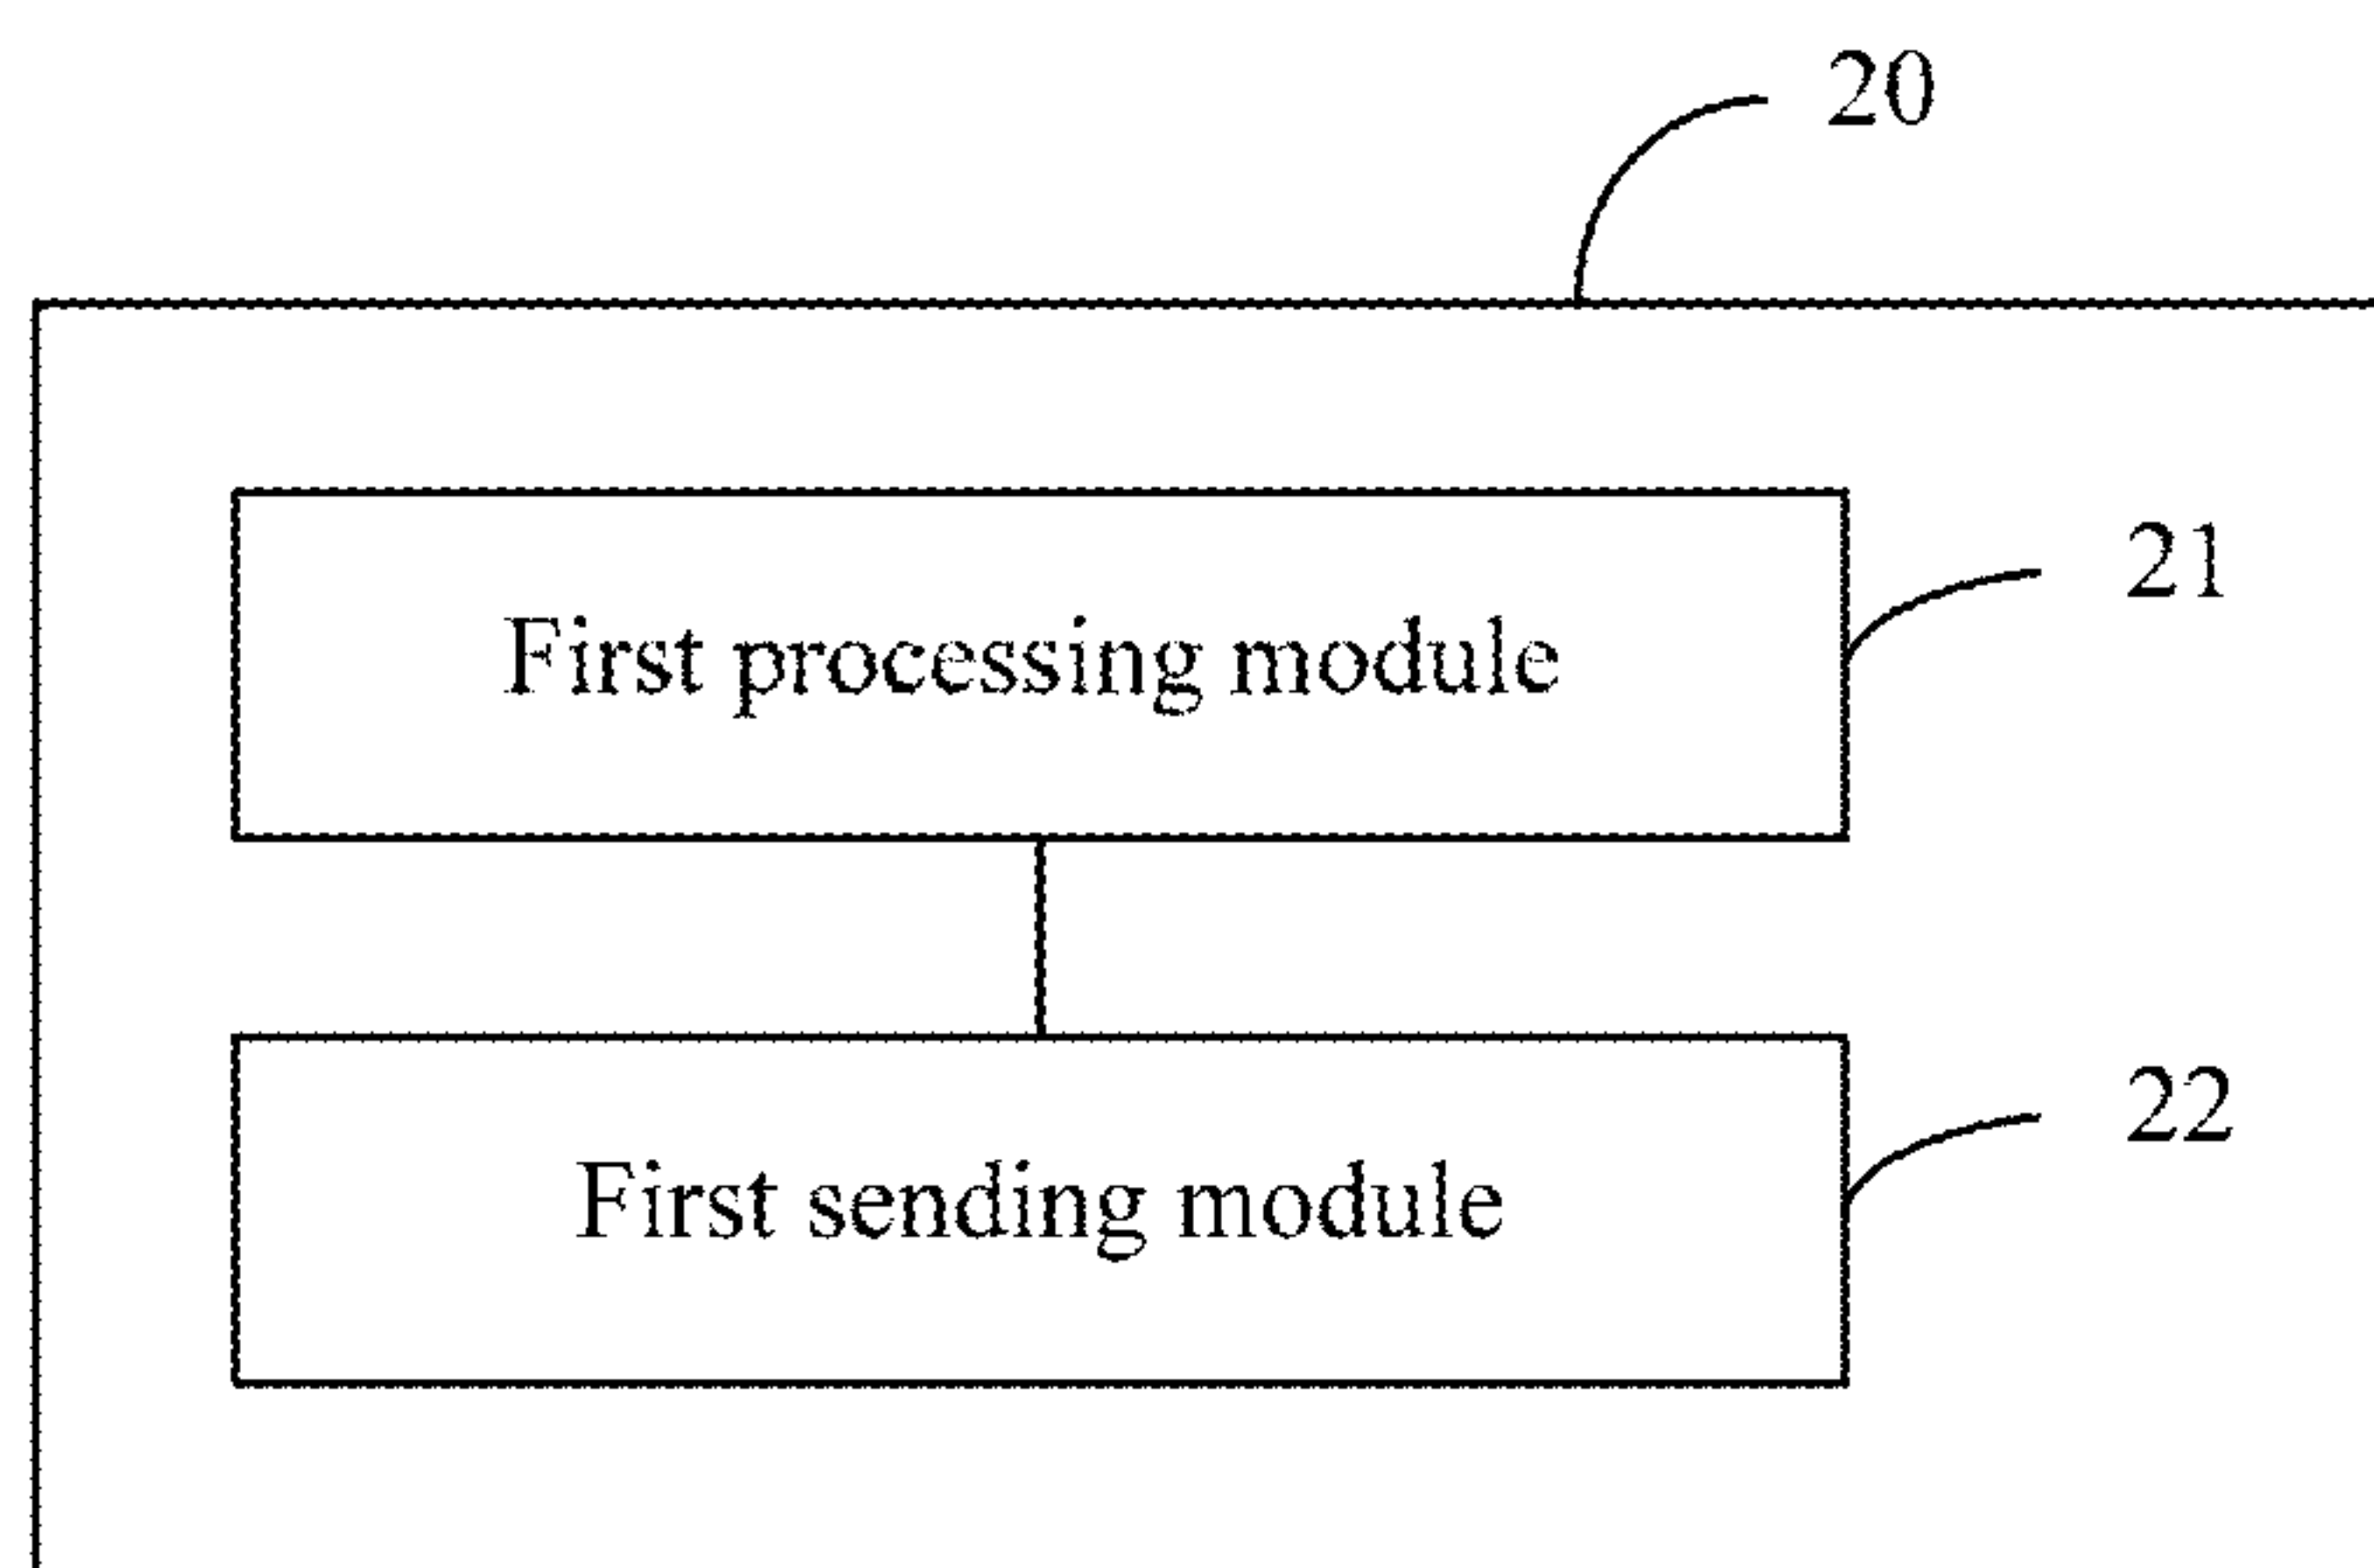 20
21
First processing module
22
First sending module